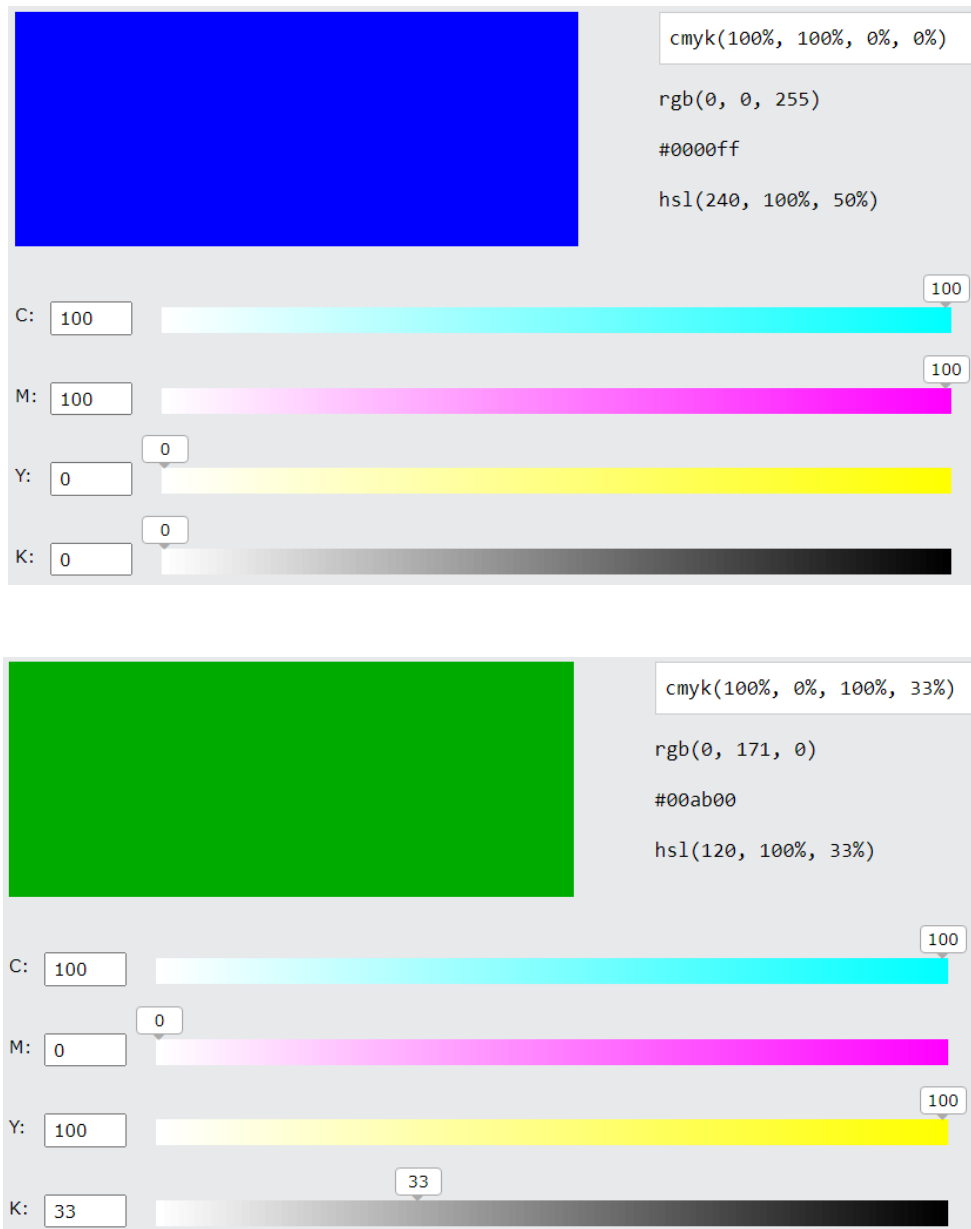 cmyk(100%, 100%, 0%, 0%)
rgb(0, 0, 255)
#0000ff
hsl(240, 100%, 50%)
100
C: 100
100
M: 100
0
Y: 0
0
K: 0
cmyk(100%, 0%, 100%, 33%)
rgb(0, 171, 0)
#00ab00
hsl(120, 100%, 33%)
100
C: 100
0
M: 0
100
Y: 100
33
K: 33